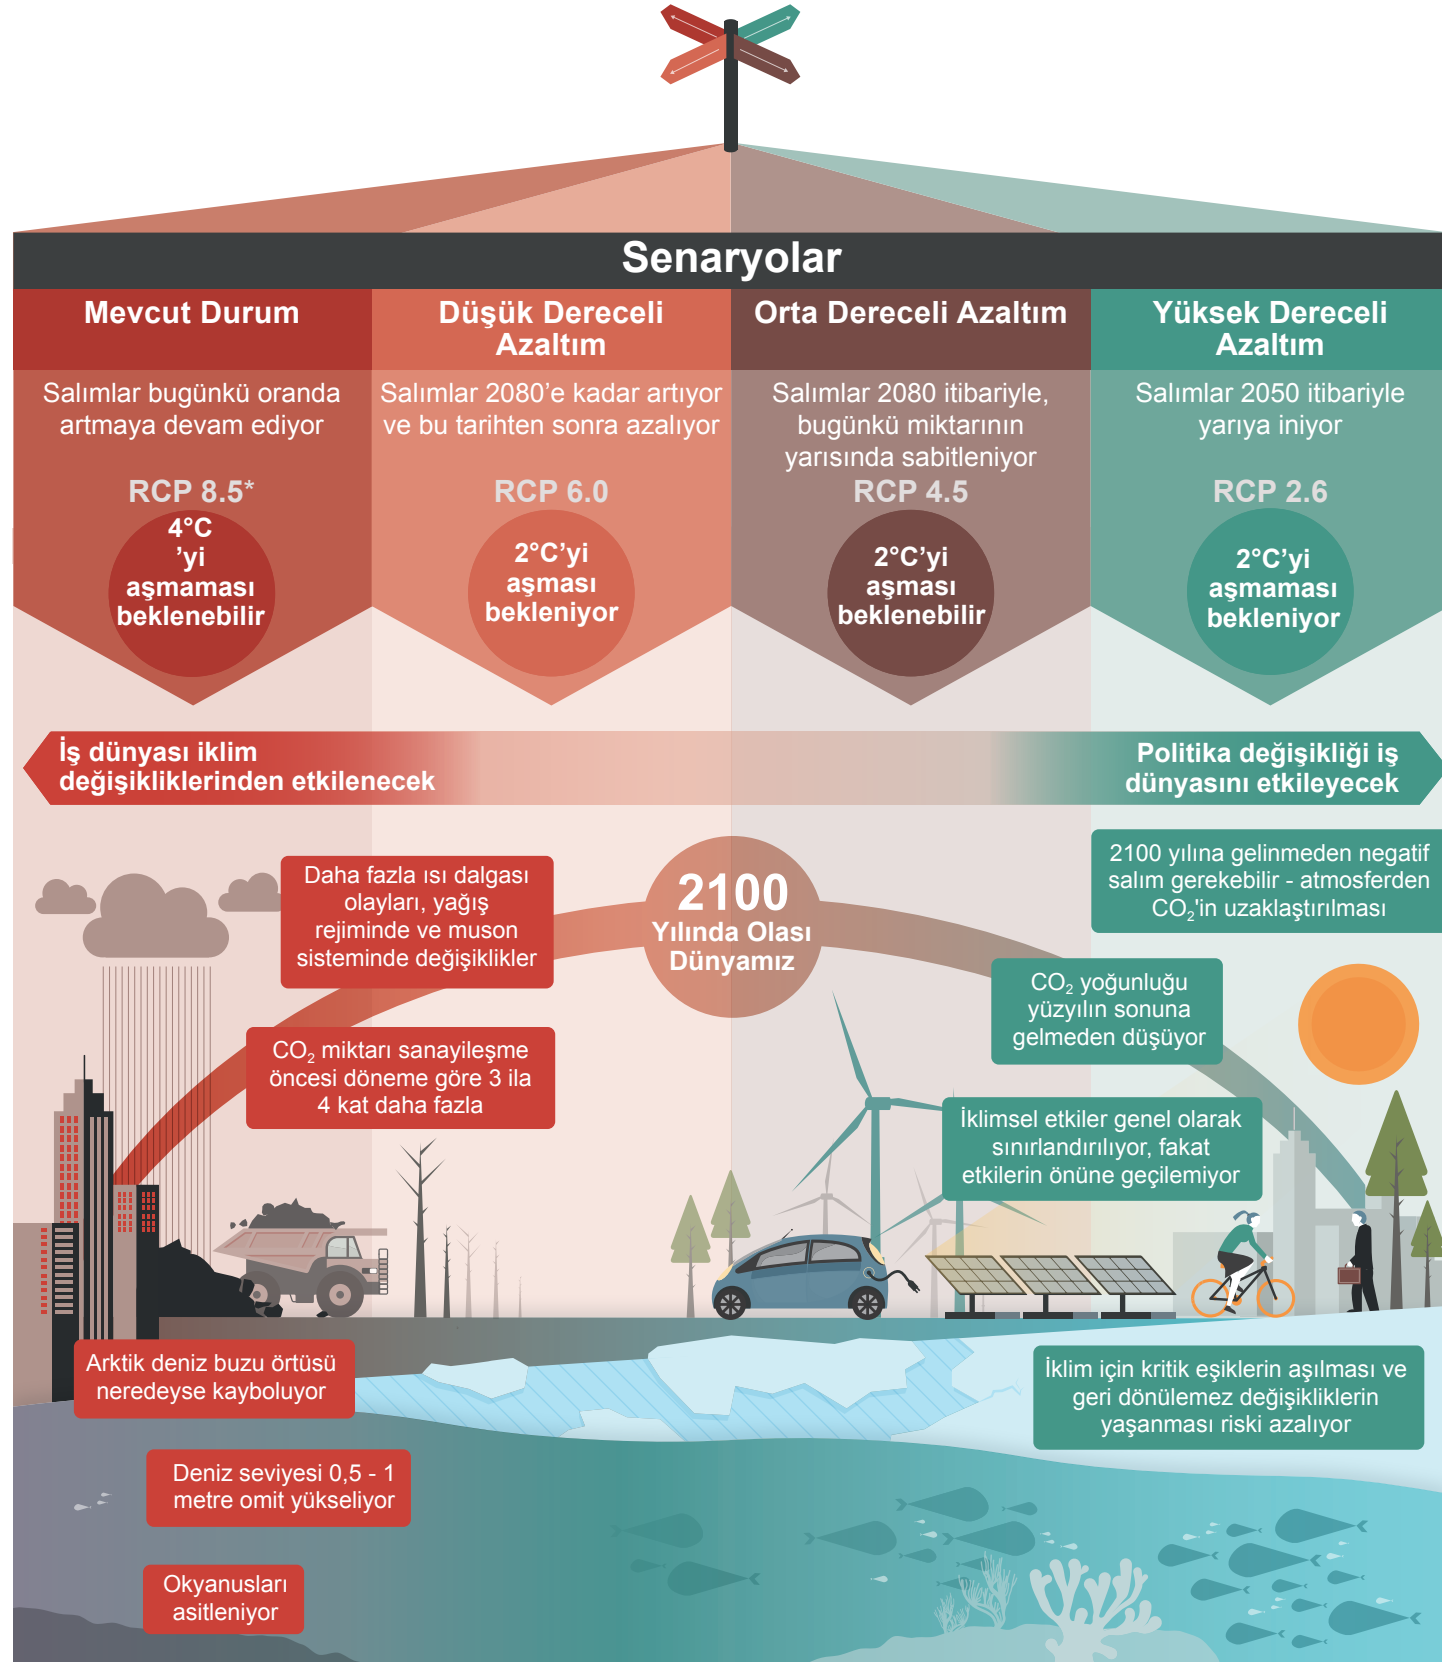 Senaryolar
Mevcut Durum
Salımlar bugünkü oranda
artmaya devam ediyor
RCP 8.5*
4°C
’yi
aşmaması
beklenebilir
Düşük Dereceli
Azaltım
Salımlar 2080’e kadar artıyor
ve bu tarihten sonra azalıyor
RCP 6.0
2°C’yi
aşması
bekleniyor
Orta Dereceli Azaltım
Salımlar 2080 itibariyle,
bugünkü miktarının
yarısında sabitleniyor
RCP 4.5
2°C’yi
aşması
beklenebilir
Yüksek Dereceli
Azaltım
Salımlar 2050 itibariyle
yarıya iniyor
RCP 2.6
2°C’yi
aşmaması
bekleniyor
İş dünyası iklim
değişikliklerinden etkilenecek
Politika değişikliği iş
dünyasını etkileyecek
2100
Yılında Olası
Dünyamız
Daha fazla ısı dalgası
olayları, yağış
rejiminde ve muson
sisteminde değişiklikler
CO₂ miktarı sanayileşme
öncesi döneme göre 3 ila
4 kat daha fazla
2100 yılına gelinmeden negatif
salım gerekebilir - atmosferden
CO₂'in uzaklaştırılması
CO₂ yoğunluğu
yüzyılın sonuna
gelmeden düşüyor
İklimsel etkiler genel olarak
sınırlandırılıyor, fakat
etkilerin önüne geçilemiyor
Arktik deniz buzu örtüsü
neredeyse kayboluyor
İklim için kritik eşiklerin aşılması ve
geri dönülemez değişikliklerin
yaşanması riski azalıyor
Deniz seviyesi 0,5 - 1
metre omit yükseliyor
Okyanusları
asitleniyor